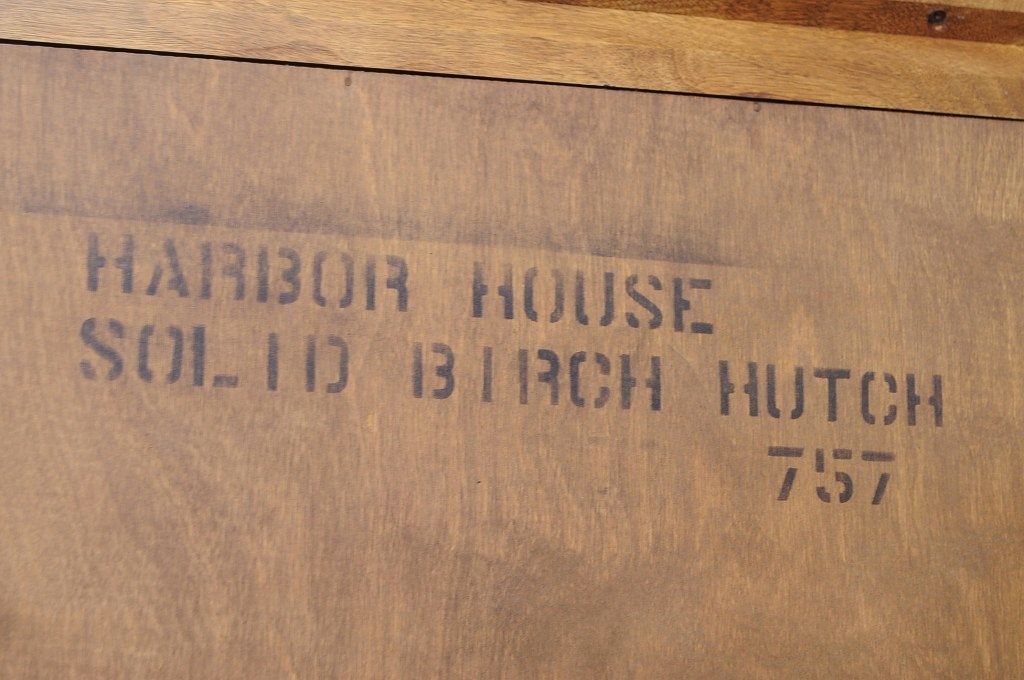 HARBOR HOUSE
SOLID BIRCH HUTCH
757